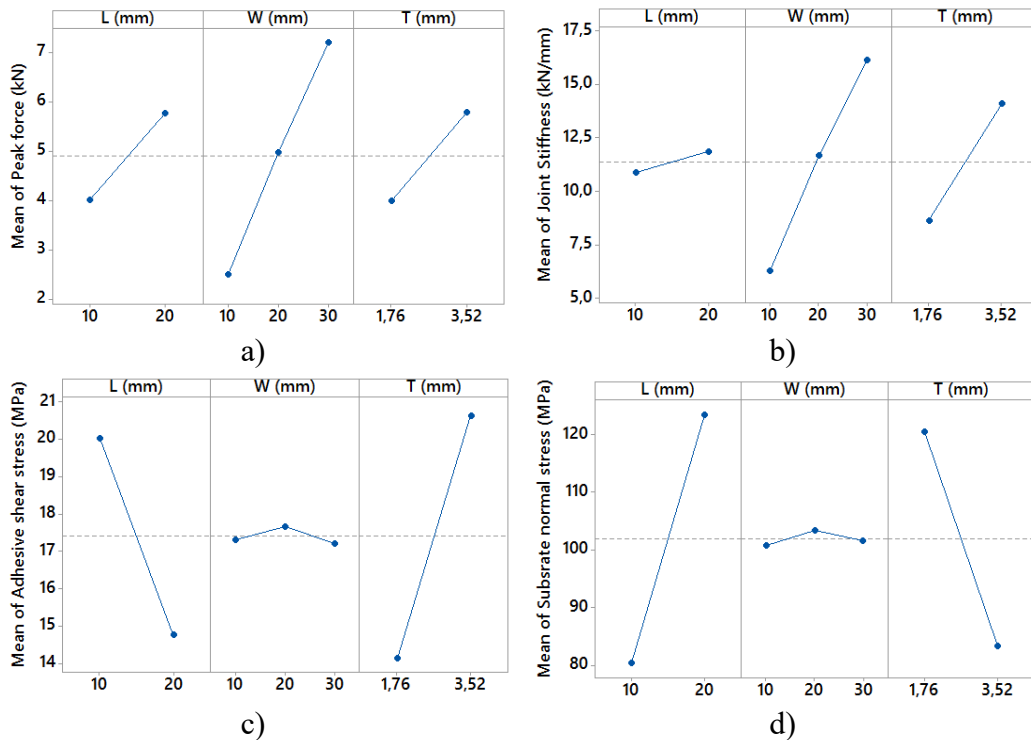 L (mm) W (mm) T (mm)
Mean of Peak force (kN)
7
6
5
4
3
2
10 20 10 20 30 1,76 3,52
a)
L (mm) W (mm) T (mm)
Mean of Joint Stiffness (kN/mm)
17,5
15,0
12,5
10,0
7,5
5,0
10 20 10 20 30 1,76 3,52
b)
L (mm) W (mm) T (mm)
Mean of Adhesive shear stress (MPa)
21
20
19
18
17
16
15
14
10 20 10 20 30 1,76 3,52
c)
L (mm) W (mm) T (mm)
Mean of Subsrate normal stress (MPa)
120
110
100
90
80
10 20 10 20 30 1,76 3,52
d)